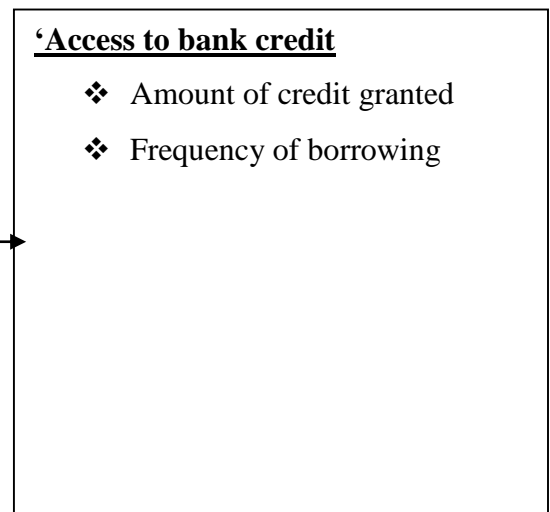 ‘Access to bank credit
❖ Amount of credit granted
❖ Frequency of borrowing